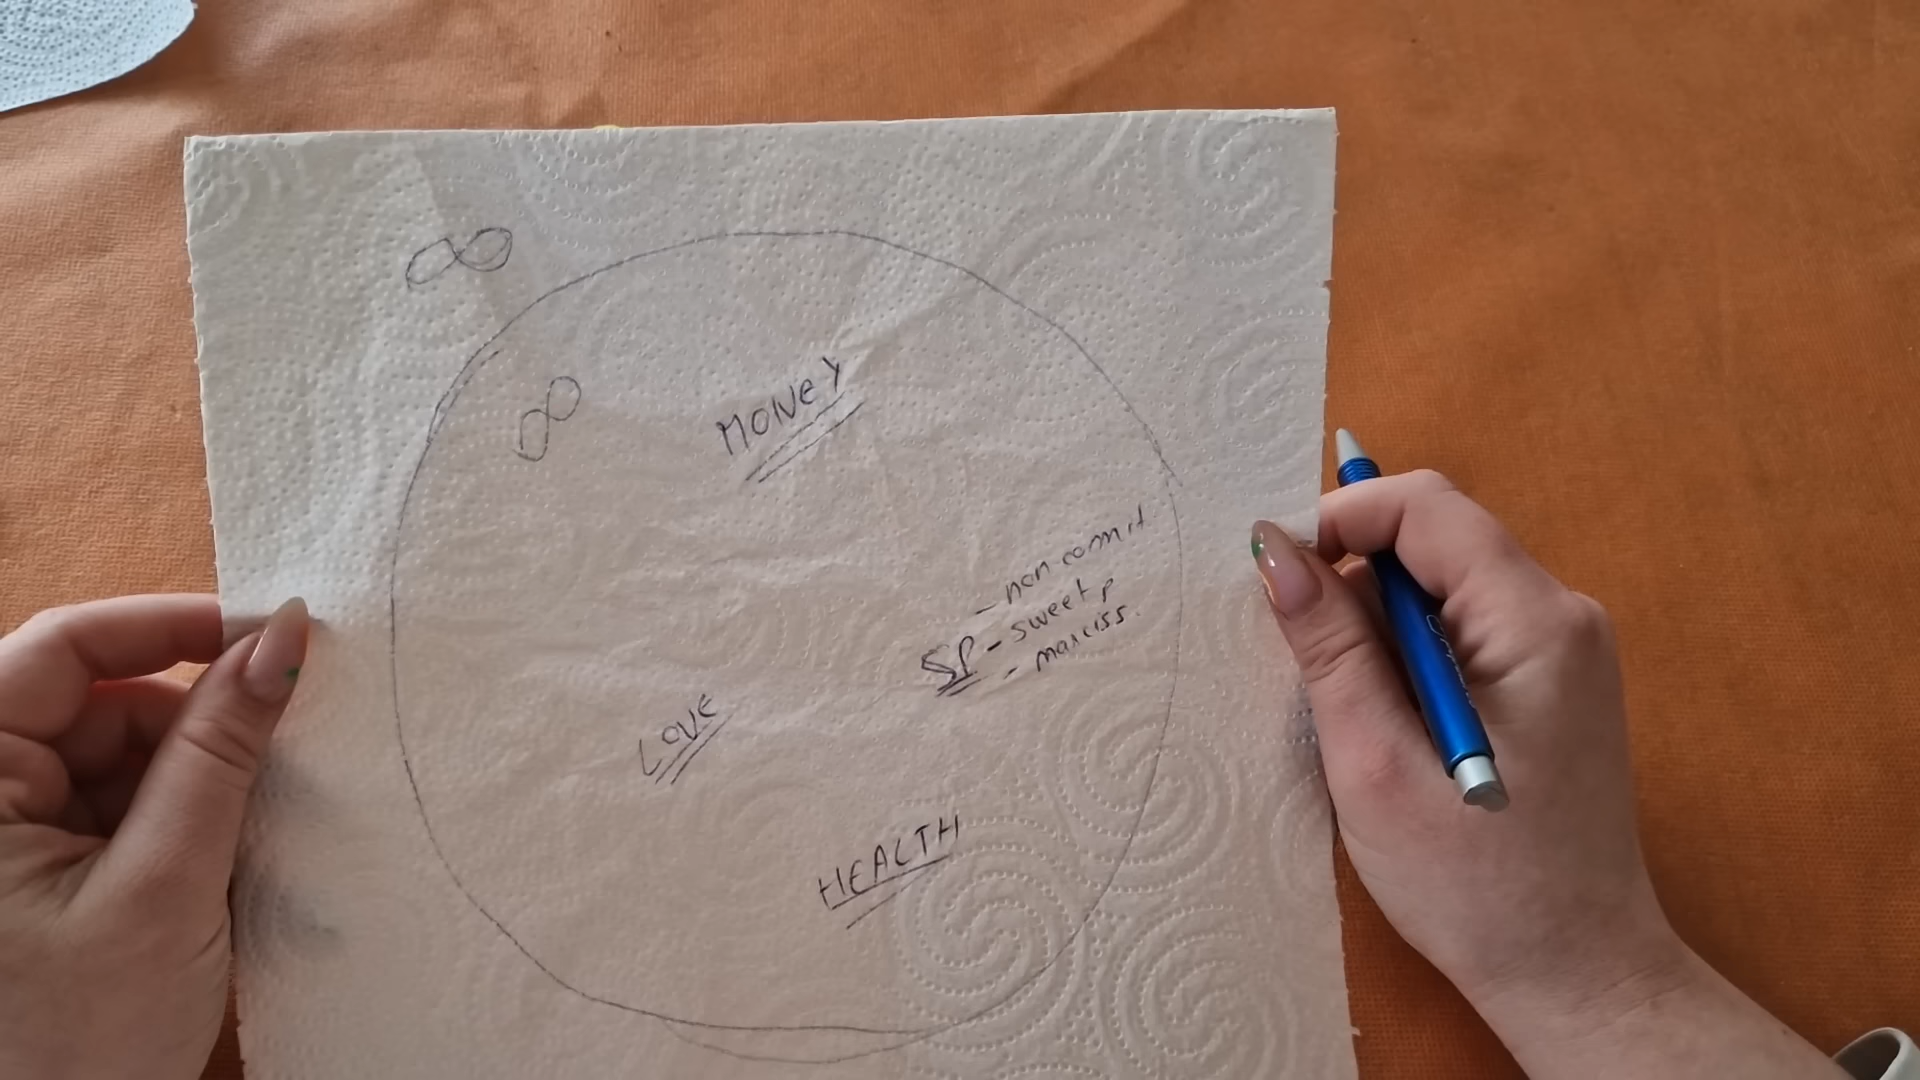 ∞
∞
MONEY
- non commit.
SP - sweet p
- narciss.
LOVE
HEALTH